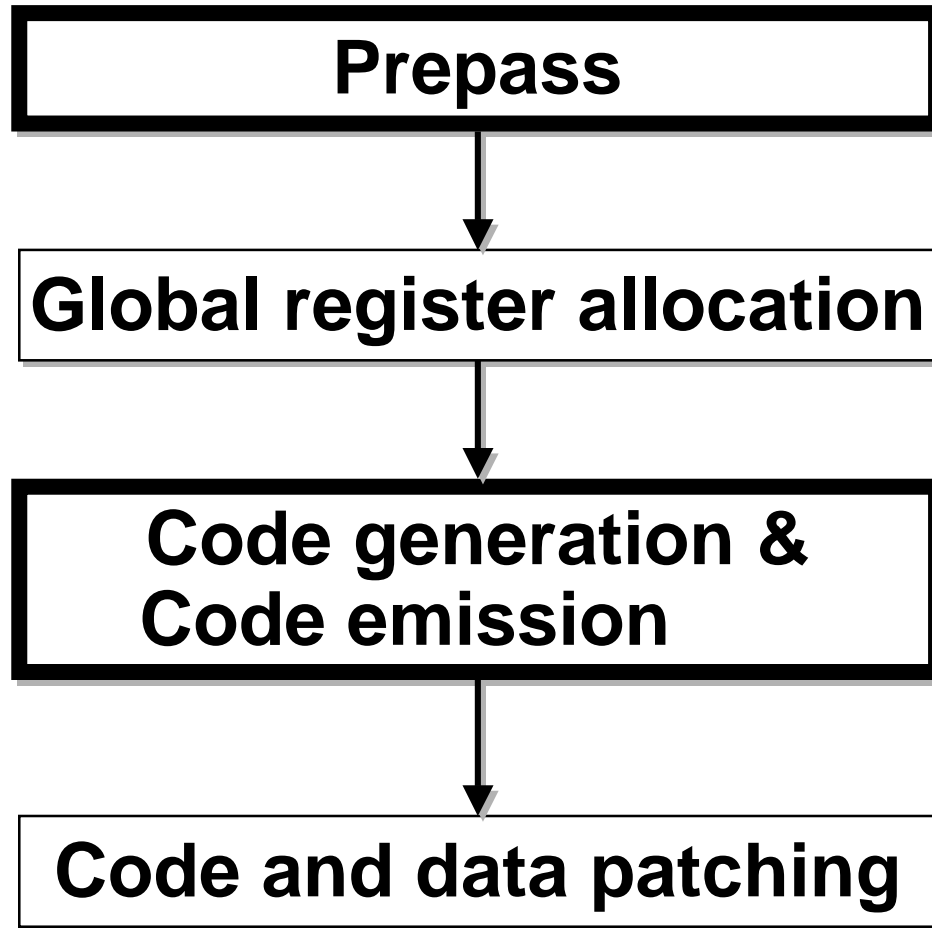 Prepass
Global register allocation
Code generation &
Code emission
Code and data patching